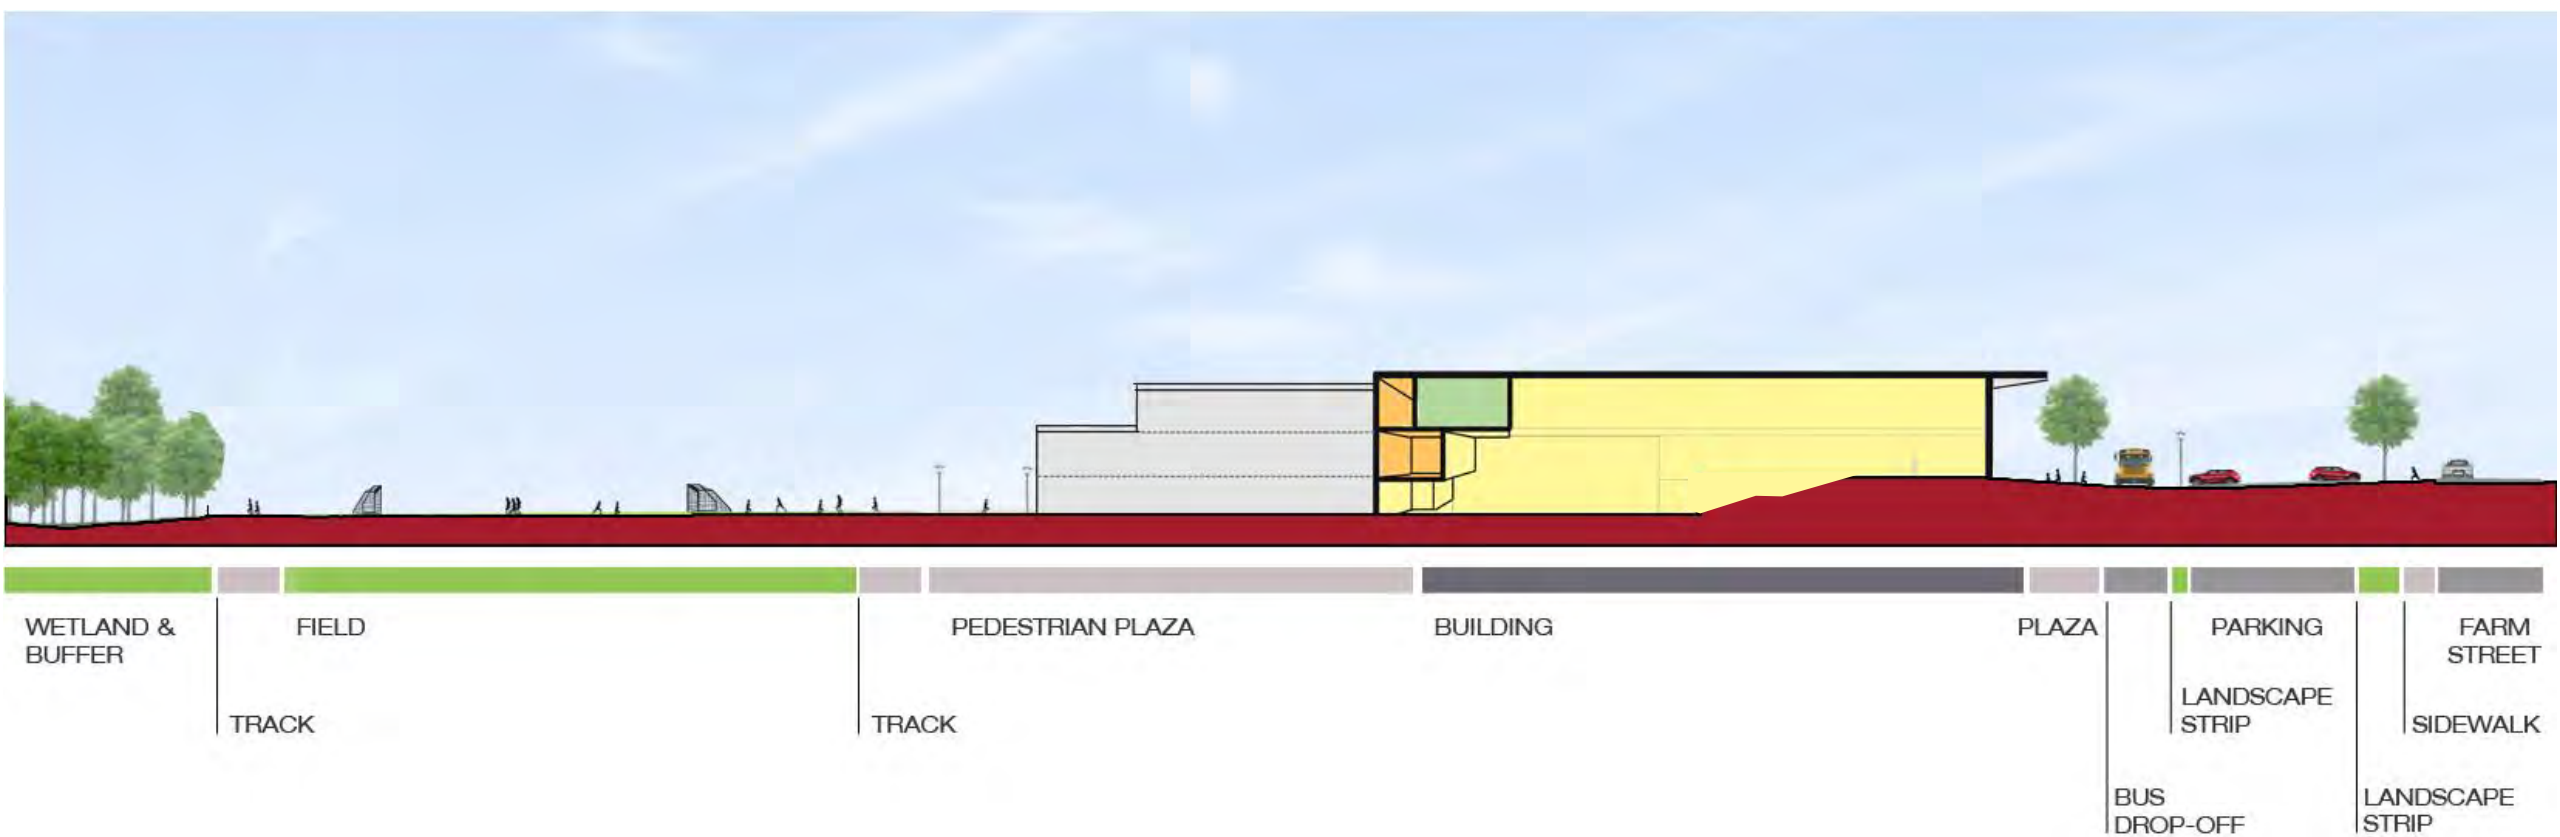 WETLAND &
BUFFER
TRACK
FIELD
TRACK
PEDESTRIAN PLAZA
BUILDING
PLAZA
BUS
DROP-OFF
LANDSCAPE
STRIP
PARKING
LANDSCAPE
STRIP
SIDEWALK
FARM
STREET